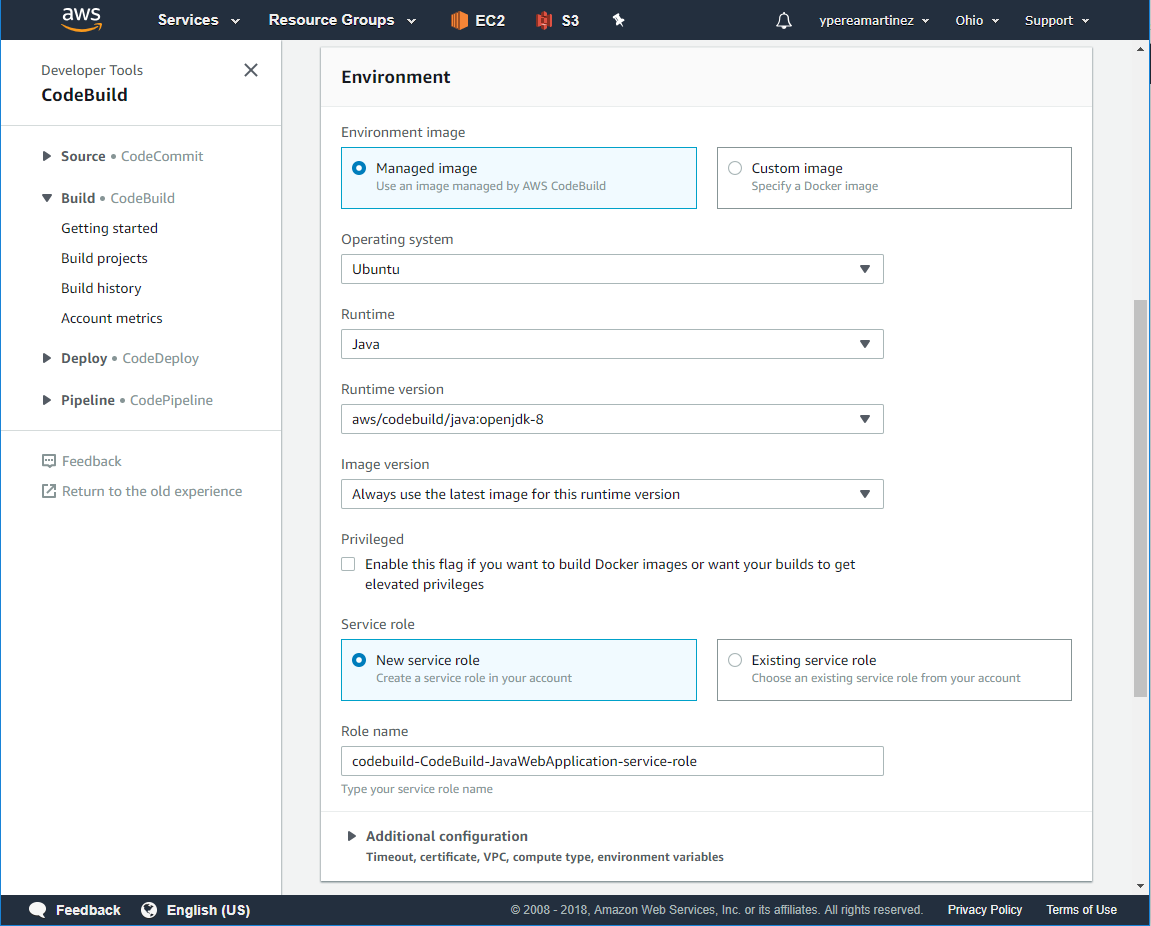 aws
Services
Resource Groups
EC2
S3
ypereamartinez
Ohio
Support
Developer Tools
CodeBuild
Source • CodeCommit
Build • CodeBuild
Getting started
Build projects
Build history
Account metrics
Deploy • CodeDeploy
Pipeline • CodePipeline
Feedback
Return to the old experience
Environment
Environment image
Managed image
Use an image managed by AWS CodeBuild
Custom image
Specify a Docker image
Operating system
Ubuntu
Runtime
Java
Runtime version
aws/codebuild/java:openjdk-8
Image version
Always use the latest image for this runtime version
Privileged
Enable this flag if you want to build Docker images or want your builds to get
elevated privileges
Service role
New service role
Create a service role in your account
Existing service role
Choose an existing service role from your account
Role name
codebuild-CodeBuild-JavaWebApplication-service-role
Type your service role name
Additional configuration
Timeout, certificate, VPC, compute type, environment variables
Feedback
English (US)
© 2008 - 2018, Amazon Web Services, Inc. or its affiliates. All rights reserved.
Privacy Policy
Terms of Use